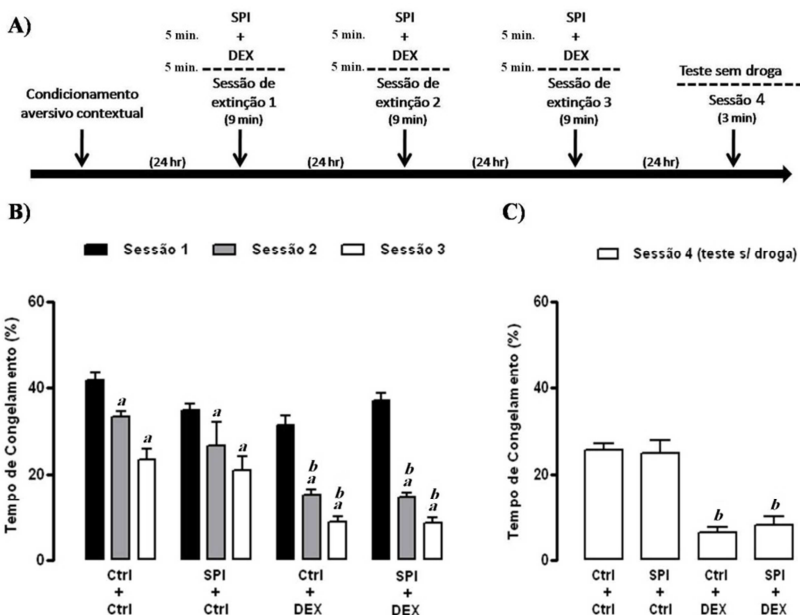 A)
Condicionamento
aversivo contextual
5 min.
SPI
+
5 min.
DEX
Sessão de
extinção 1
(9 min)
5 min.
SPI
+
5 min.
DEX
Sessão de
extinção 2
(9 min)
5 min.
SPI
+
5 min.
DEX
Sessão de
extinção 3
(9 min)
Teste sem droga
Sessão 4
(3 min)
(24 hr)
(24 hr)
(24 hr)
(24 hr)
B)
Sessão 1
Sessão 2
Sessão 3
Tempo de Congelamento (%)
60
40
20
0
a
a
a
a
b
a
b
a
b
a
b
a
Ctrl
+
Ctrl
SPI
+
Ctrl
Ctrl
+
DEX
SPI
+
DEX
C)
Sessão 4 (teste s/ droga)
Tempo de Congelamento (%)
60
40
20
0
b
b
Ctrl
+
Ctrl
SPI
+
Ctrl
Ctrl
+
DEX
SPI
+
DEX